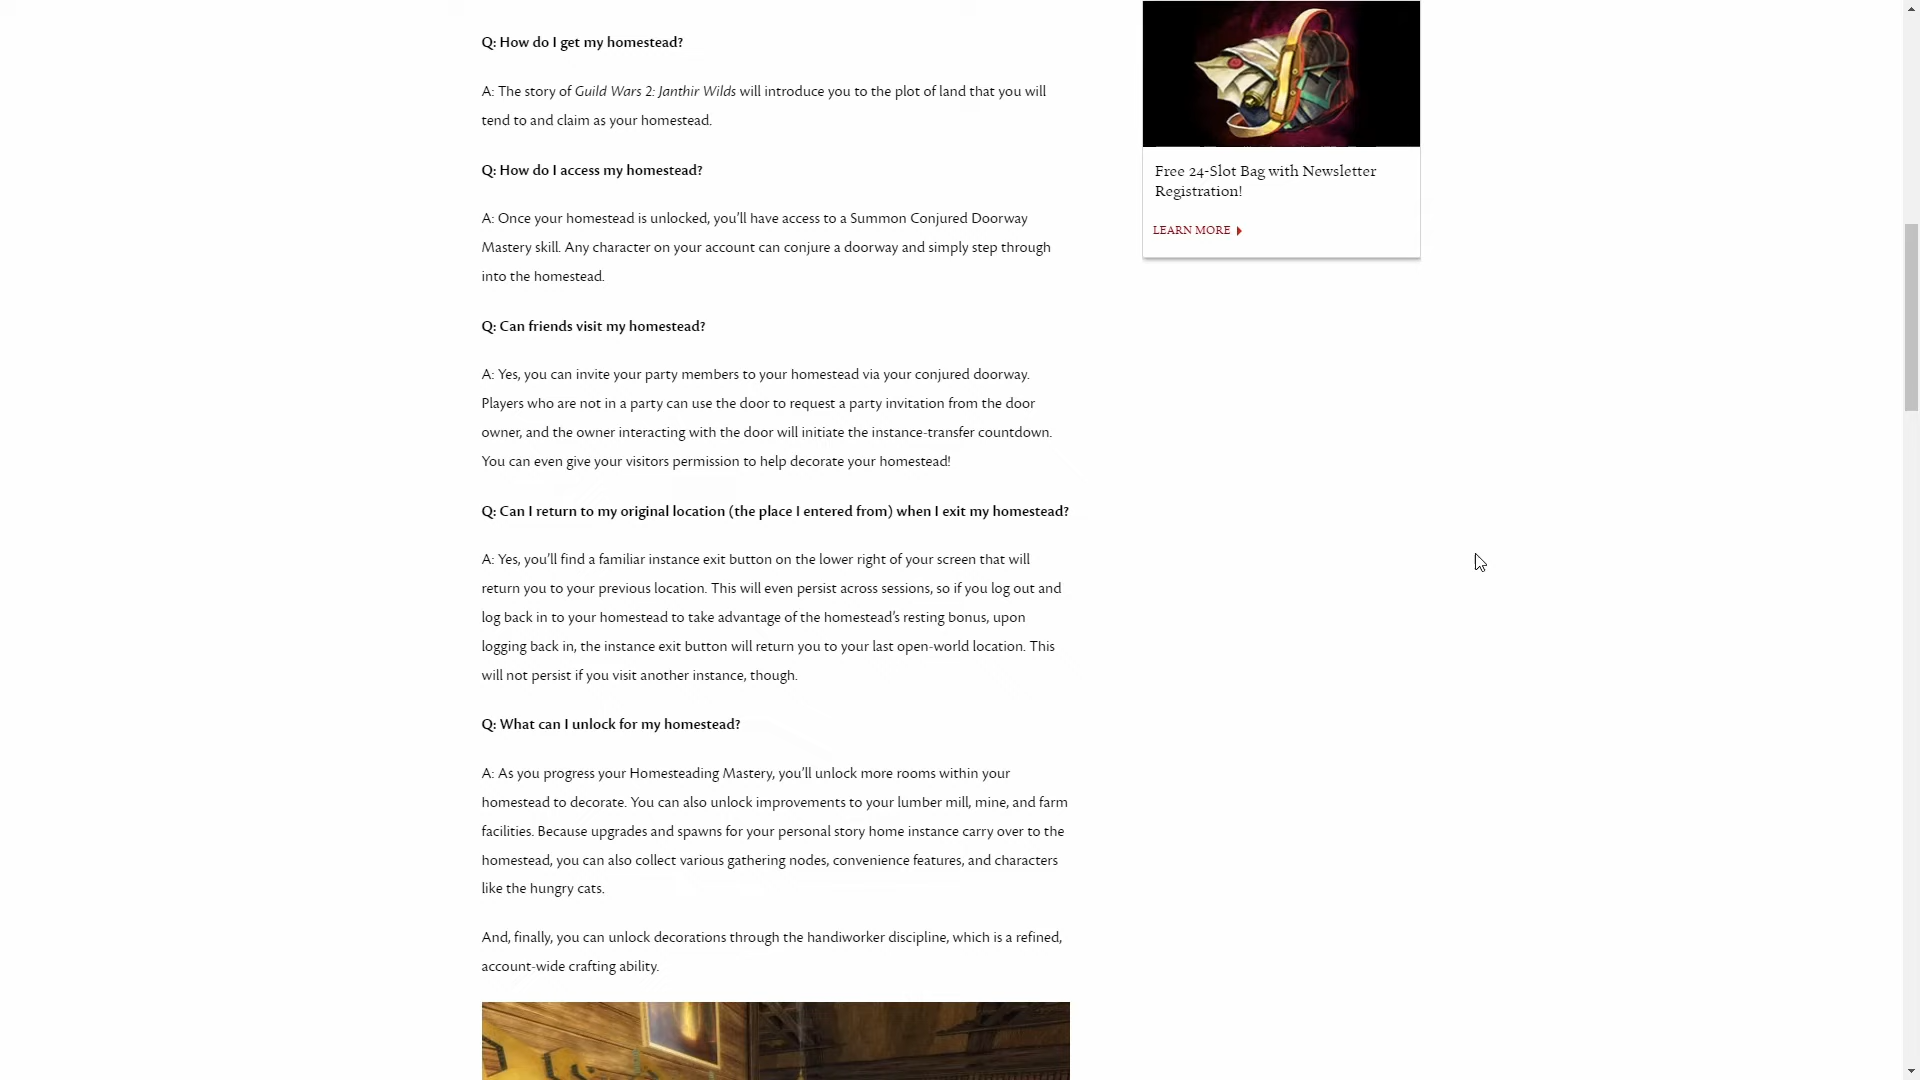 Q: How do I get my homestead?
A: The story of Guild Wars 2: Janthir Wilds will introduce you to the plot of land that you will
tend to and claim as your homestead.
Q: How do I access my homestead?
A: Once your homestead is unlocked, you’ll have access to a Summon Conjured Doorway
Mastery skill. Any character on your account can conjure a doorway and simply step through
into the homestead.
Q: Can friends visit my homestead?
A: Yes, you can invite your party members to your homestead via your conjured doorway.
Players who are not in a party can use the door to request a party invitation from the door
owner, and the owner interacting with the door will initiate the instance-transfer countdown.
You can even give your visitors permission to help decorate your homestead!
Q: Can I return to my original location (the place I entered from) when I exit my homestead?
A: Yes, you’ll find a familiar instance exit button on the lower right of your screen that will
return you to your previous location. This will even persist across sessions, so if you log out and
log back in to your homestead to take advantage of the homestead’s resting bonus, upon
logging back in, the instance exit button will return you to your last open-world location. This
will not persist if you visit another instance, though.
Q: What can I unlock for my homestead?
A: As you progress your Homesteading Mastery, you’ll unlock more rooms within your
homestead to decorate. You can also unlock improvements to your lumber mill, mine, and farm
facilities. Because upgrades and spawns for your personal story home instance carry over to the
homestead, you can also collect various gathering nodes, convenience features, and characters
like the hungry cats.
And, finally, you can unlock decorations through the handiworker discipline, which is a refined,
account-wide crafting ability.
Free 24-Slot Bag with Newsletter
Registration!
LEARN MORE